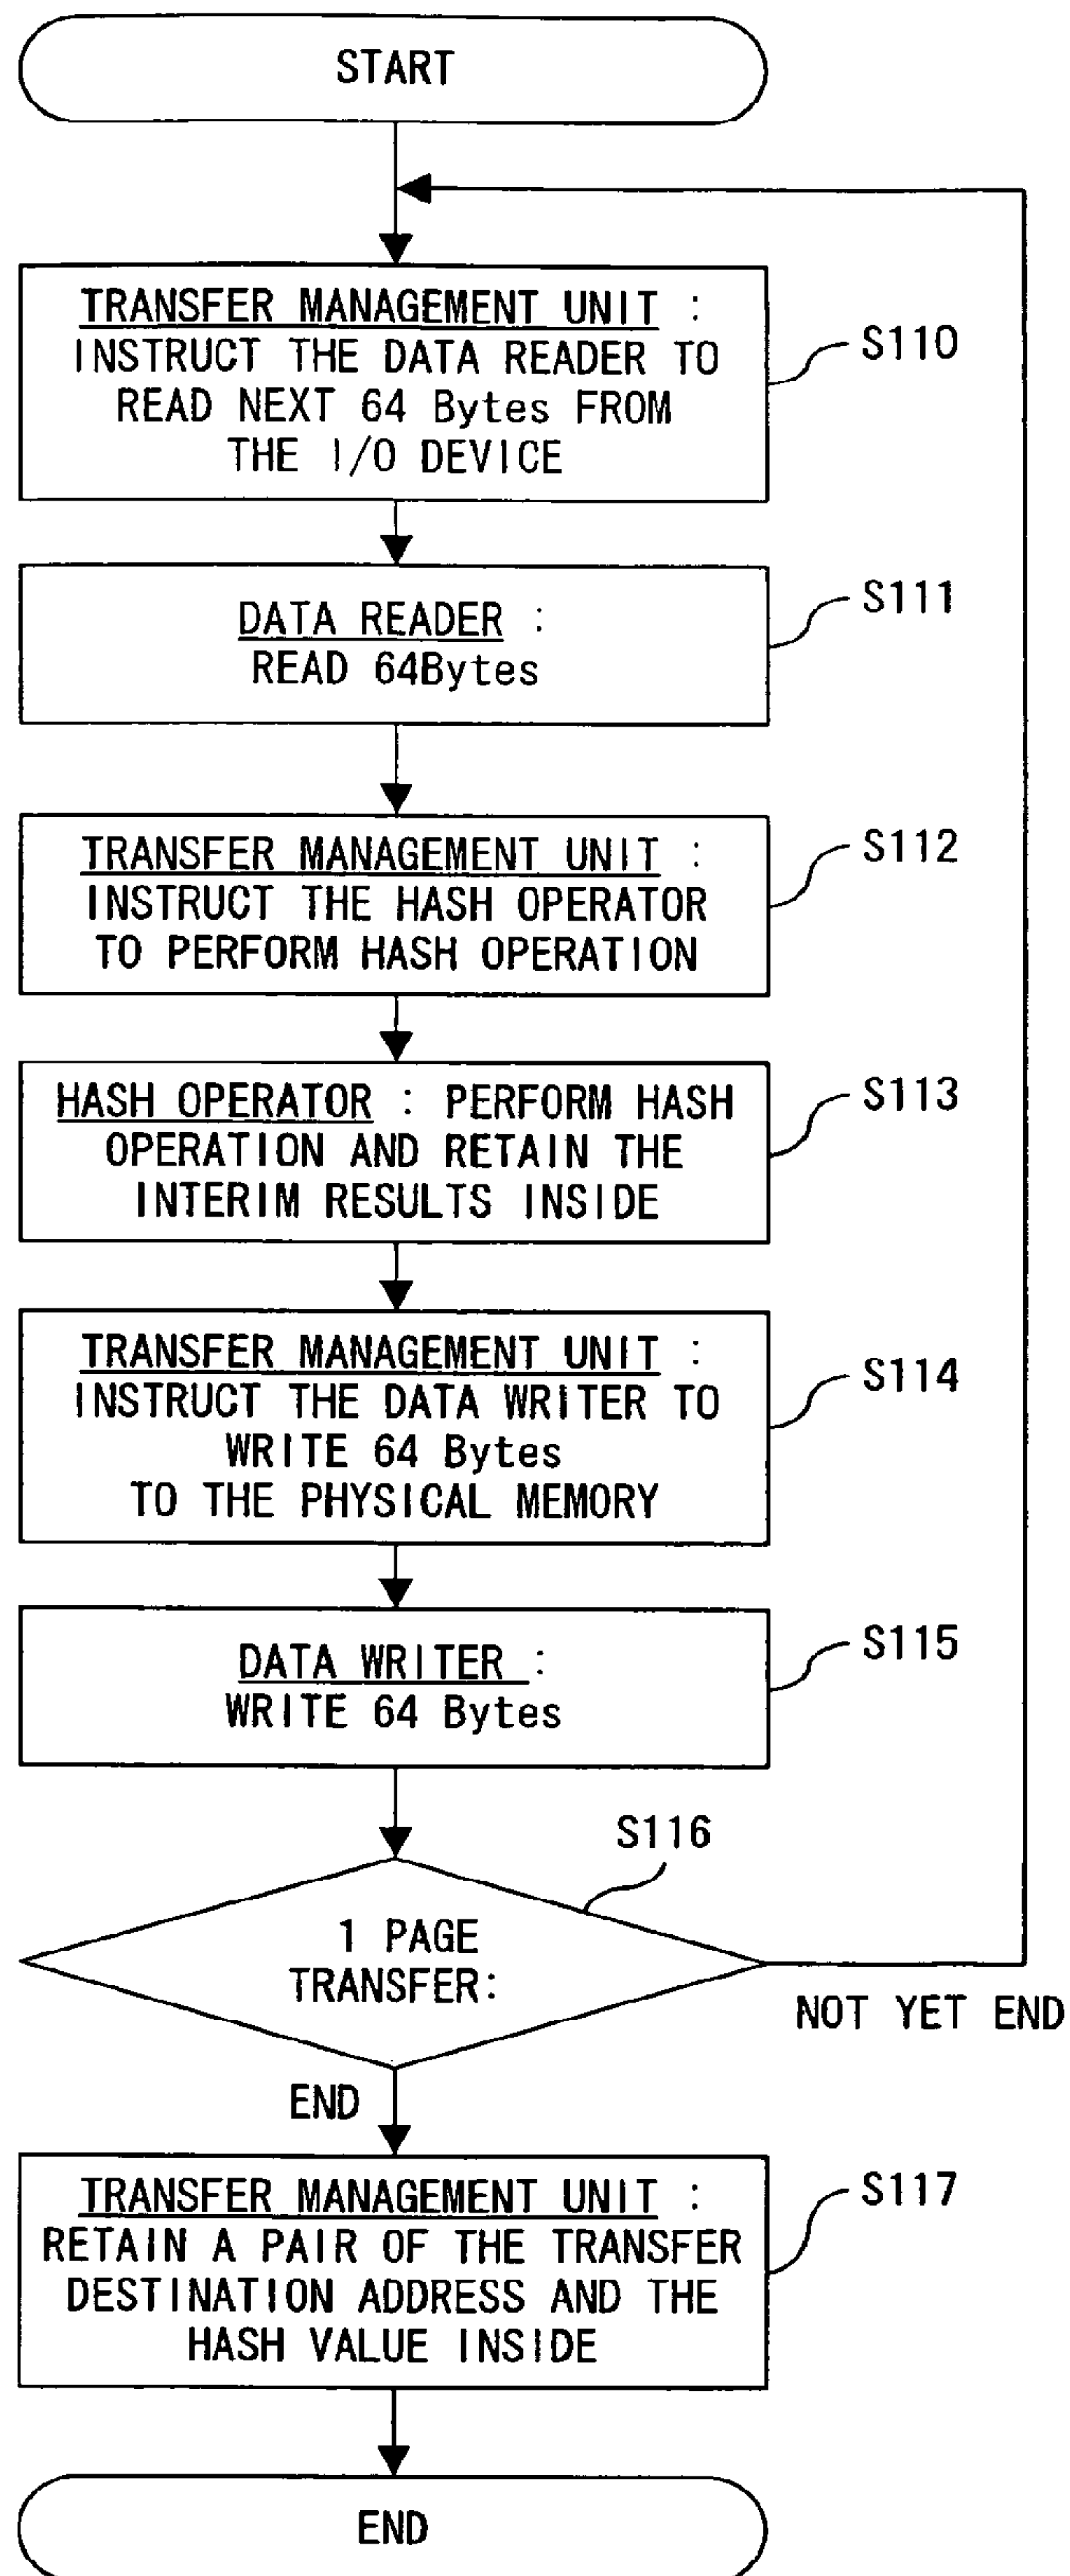 START
TRANSFER MANAGEMENT UNIT :
INSTRUCT THE DATA READER TO
READ NEXT 64 Bytes FROM
THE I/O DEVICE
S110
DATA READER :
READ 64Bytes
S111
TRANSFER MANAGEMENT UNIT :
INSTRUCT THE HASH OPERATOR
TO PERFORM HASH OPERATION
S112
HASH OPERATOR : PERFORM HASH
OPERATION AND RETAIN THE
INTERIM RESULTS INSIDE
S113
TRANSFER MANAGEMENT UNIT :
INSTRUCT THE DATA WRITER TO
WRITE 64 Bytes
TO THE PHYSICAL MEMORY
S114
DATA WRITER :
WRITE 64 Bytes
S115
S116
1 PAGE
TRANSFER:
NOT YET END
END
TRANSFER MANAGEMENT UNIT :
RETAIN A PAIR OF THE TRANSFER
DESTINATION ADDRESS AND THE
HASH VALUE INSIDE
S117
END